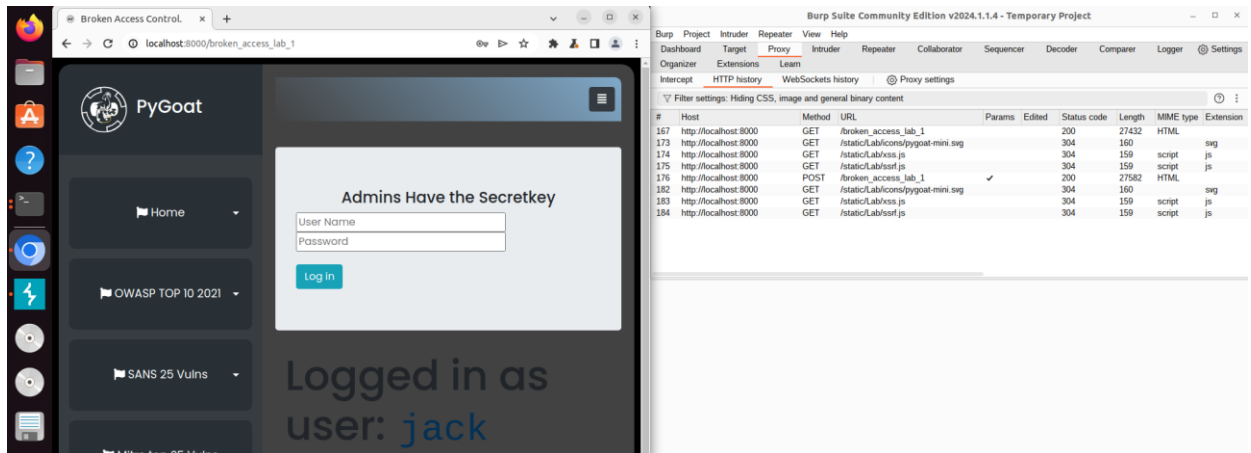 Broken Access Control.
localhost:8000/broken_access_lab_1
PyGoat
Home
OWASP TOP 10 2021
SANS 25 Vulns
Admins Have the Secretkey
User Name
Password
Log in
Logged in as
user: jack
Burp Suite Community Edition v2024.1.1.4 - Temporary Project
Burp Project Intruder Repeater View Help
Dashboard Target Proxy Intruder Repeater Collaborator Sequencer Decoder Comparer Logger Settings
Organizer Extensions Learn
Intercept HTTP history WebSockets history Proxy settings
Filter settings: Hiding CSS, image and general binary content
# Host Method URL Params Edited Status code Length MIME type Extension
167 http://localhost:8000 GET /broken_access_lab_1 200 27432 HTML
173 http://localhost:8000 GET /static/Lab/icons/pygoat-mini.svg 304 160 svg
174 http://localhost:8000 GET /static/Lab/xss.js 304 159 script js
175 http://localhost:8000 GET /static/Lab/ssrf.js 304 159 script js
176 http://localhost:8000 POST /broken_access_lab_1 ✓ 200 27582 HTML
182 http://localhost:8000 GET /static/Lab/icons/pygoat-mini.svg 304 160 svg
183 http://localhost:8000 GET /static/Lab/xss.js 304 159 script js
184 http://localhost:8000 GET /static/Lab/ssrf.js 304 159 script js